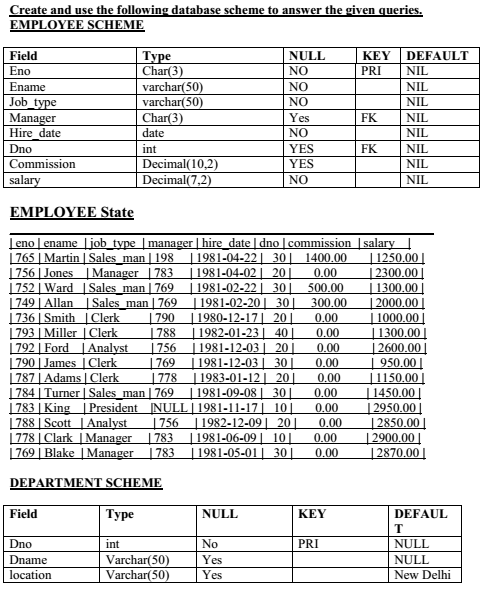 Create and use the following database scheme to answer the given queries.
EMPLOYEE SCHEME
Field Type NULL KEY DEFAULT
Eno Char(3) NO PRI NIL
Ename varchar(50) NO NIL
Job_type varchar(50) NO NIL
Manager Char(3) Yes FK NIL
Hire_date date NO NIL
Dno int YES FK NIL
Commission Decimal(10,2) YES NIL
salary Decimal(7,2) NO NIL
EMPLOYEE State
| eno | ename | job_type | manager | hire_date | dno | commission | salary |
| 765 | Martin | Sales_man | 198 | 1981-04-22 | 30 | 1400.00 | 1250.00 |
| 756 | Jones | Manager | 783 | 1981-04-02 | 20 | 0.00 | 2300.00 |
| 752 | Ward | Sales_man | 769 | 1981-02-22 | 30 | 500.00 | 1300.00 |
| 749 | Allan | Sales_man | 769 | 1981-02-20 | 30 | 300.00 | 2000.00 |
| 736 | Smith | Clerk | 790 | 1980-12-17 | 20 | 0.00 | 1000.00 |
| 793 | Miller | Clerk | 788 | 1982-01-23 | 40 | 0.00 | 1300.00 |
| 792 | Ford | Analyst | 756 | 1981-12-03 | 20 | 0.00 | 2600.00 |
| 790 | James | Clerk | 769 | 1981-12-03 | 30 | 0.00 | 950.00 |
| 787 | Adams | Clerk | 778 | 1983-01-12 | 20 | 0.00 | 1150.00 |
| 784 | Turner | Sales_man | 769 | 1981-09-08 | 30 | 0.00 | 1450.00 |
| 783 | King | President | NULL | 1981-11-17 | 10 | 0.00 | 2950.00 |
| 788 | Scott | Analyst | 756 | 1982-12-09 | 20 | 0.00 | 2850.00 |
| 778 | Clark | Manager | 783 | 1981-06-09 | 10 | 0.00 | 2900.00 |
| 769 | Blake | Manager | 783 | 1981-05-01 | 30 | 0.00 | 2870.00 |
DEPARTMENT SCHEME
Field Type NULL KEY DEFAUL
T
Dno int No PRI NULL
Dname Varchar(50) Yes NULL
location Varchar(50) Yes New Delhi